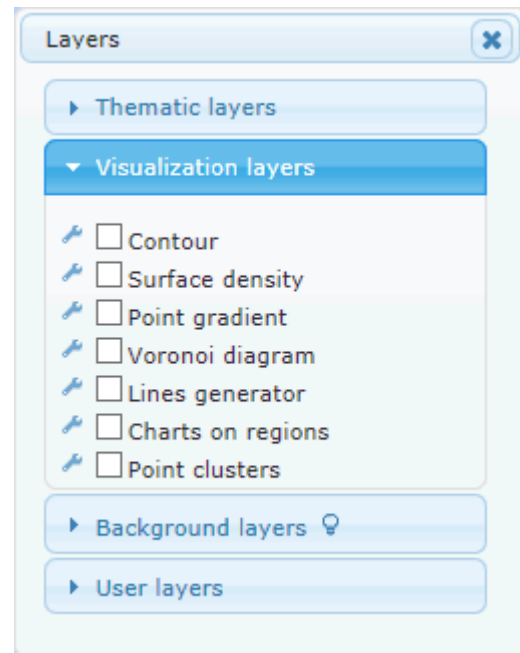 Layers
Thematic layers
Visualization layers
Contour
Surface density
Point gradient
Voronoi diagram
Lines generator
Charts on regions
Point clusters
Background layers
User layers